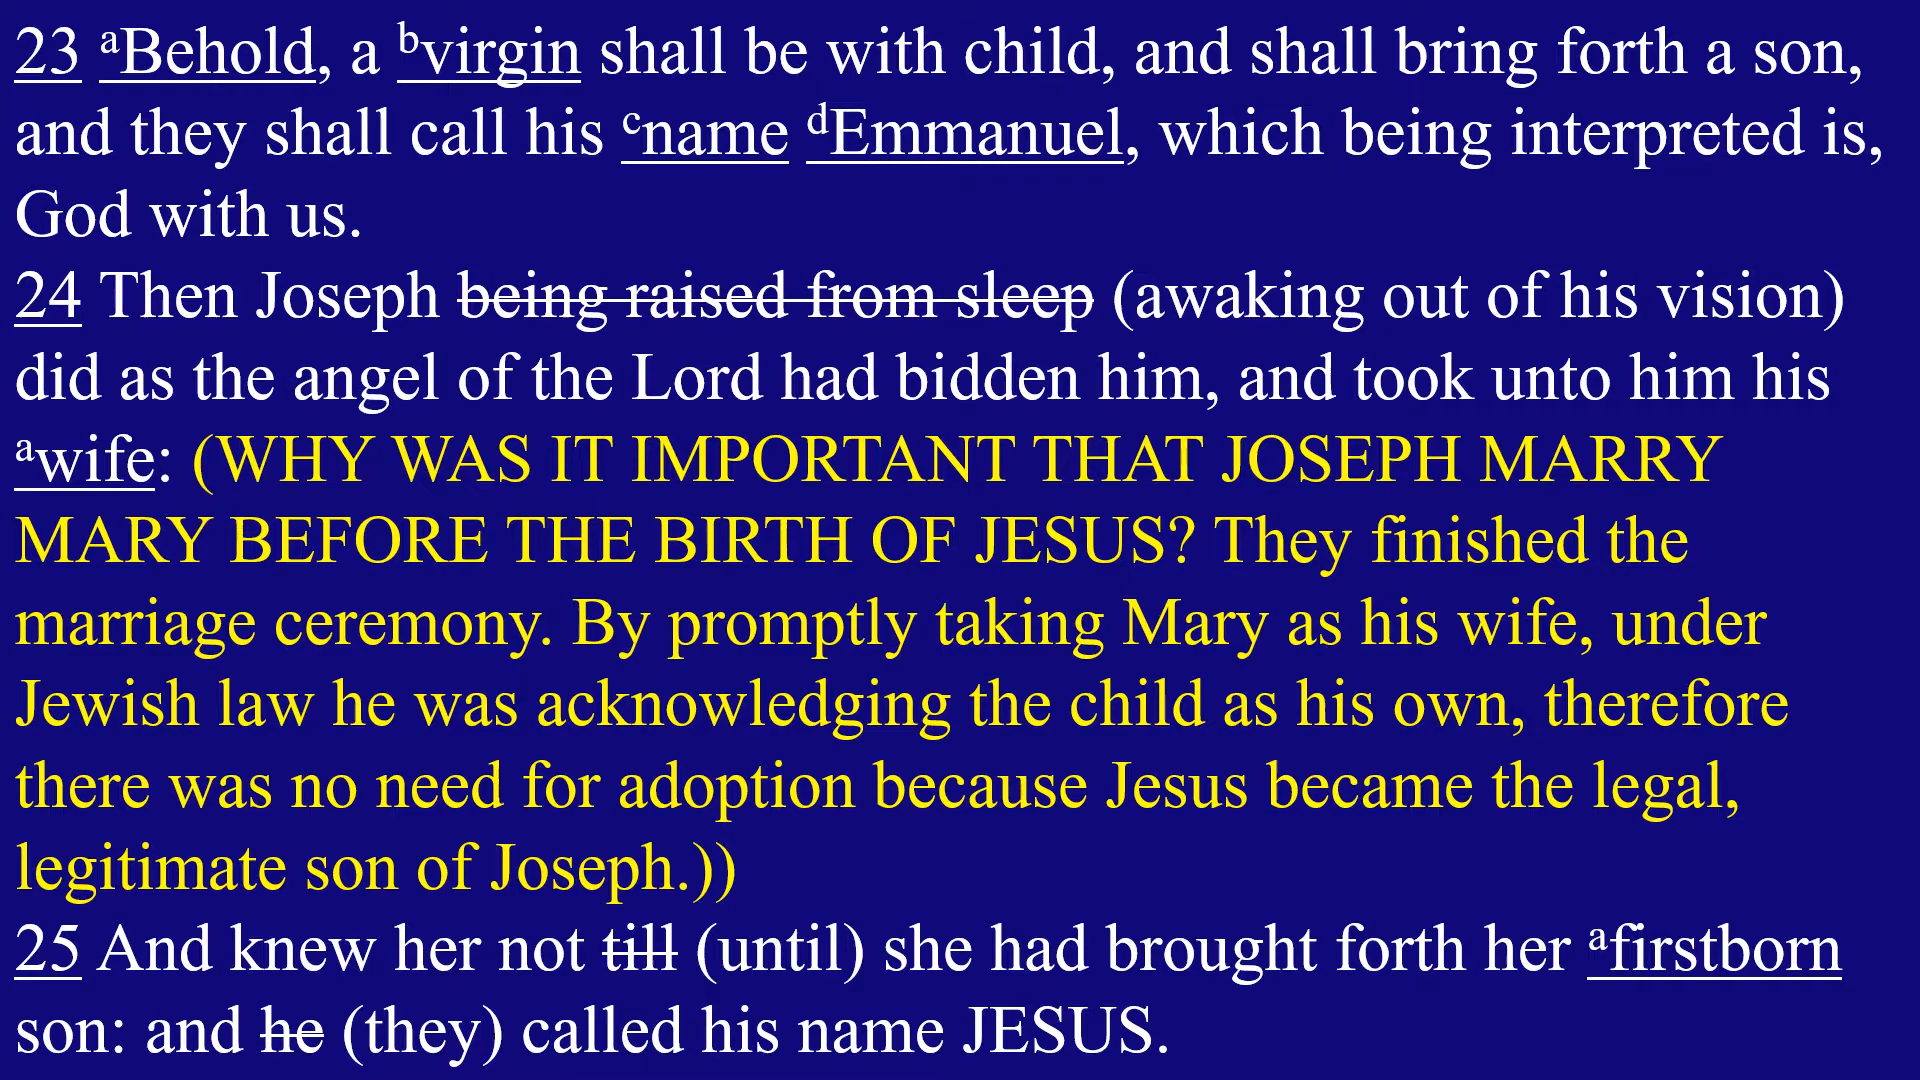 23 aBehold, a bvirgin shall be with child, and shall bring forth a son,
and they shall call his cname dEmmanuel, which being interpreted is,
God with us.
24 Then Joseph being raised from sleep (awaking out of his vision)
did as the angel of the Lord had bidden him, and took unto him his
awife: (WHY WAS IT IMPORTANT THAT JOSEPH MARRY
MARY BEFORE THE BIRTH OF JESUS? They finished the
marriage ceremony. By promptly taking Mary as his wife, under
Jewish law he was acknowledging the child as his own, therefore
there was no need for adoption because Jesus became the legal,
legitimate son of Joseph.))
25 And knew her not till (until) she had brought forth her afirstborn
son: and he (they) called his name JESUS.